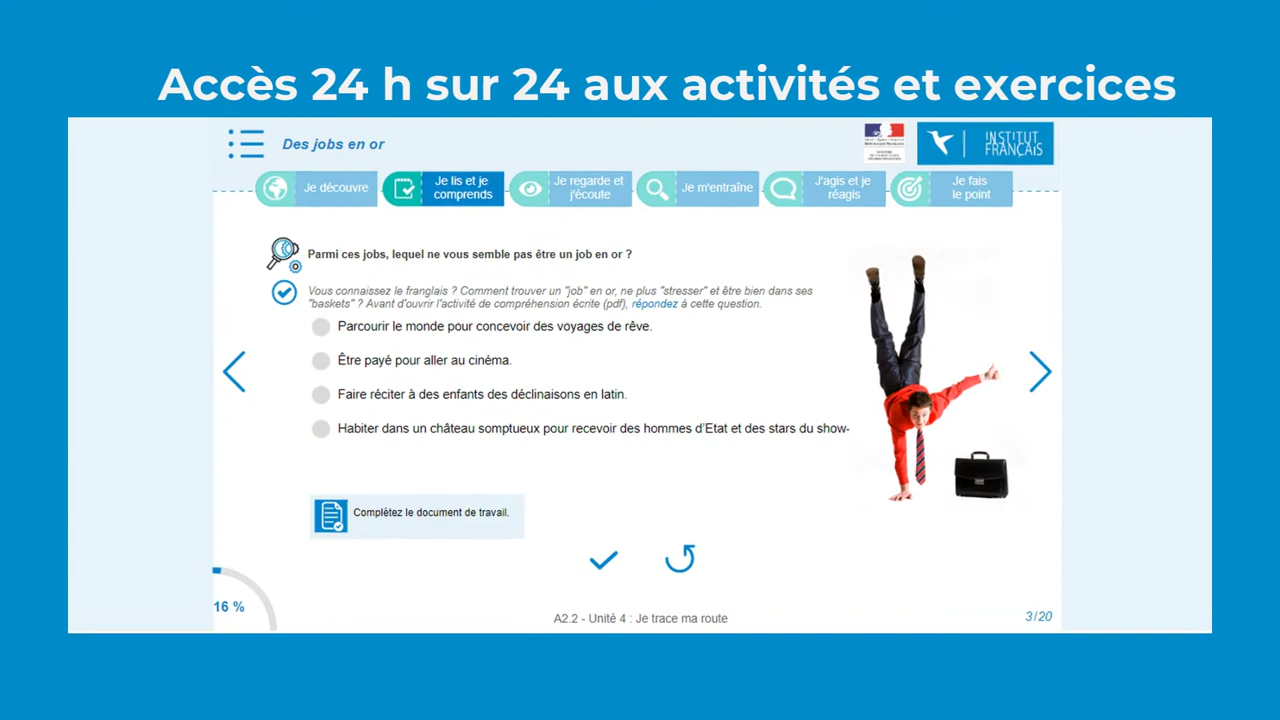 Accès 24 h sur 24 aux activités et exercices
Des jobs en or
RÉPUBLIQUE FRANÇAISE
INSTITUT
FRANÇAIS
Je découvre
Je lis et je
comprends
Je regarde et
j'écoute
Je m'entraîne
J'agis et je
réagis
Je fais
le point
Parmi ces jobs, lequel ne vous semble pas être un job en or ?
Vous connaissez le franglais ? Comment trouver un "job" en or, ne plus "stresser" et être bien dans ses
"baskets" ? Avant d'ouvrir l'activité de compréhension écrite (pdf), répondez à cette question.
Parcourir le monde pour concevoir des voyages de rêve.
Être payé pour aller au cinéma.
Faire réciter à des enfants des déclinaisons en latin.
Habiter dans un château somptueux pour recevoir des hommes d'Etat et des stars du show-
Complétez le document de travail.
16 %
A2.2 - Unité 4 : Je trace ma route
3/20